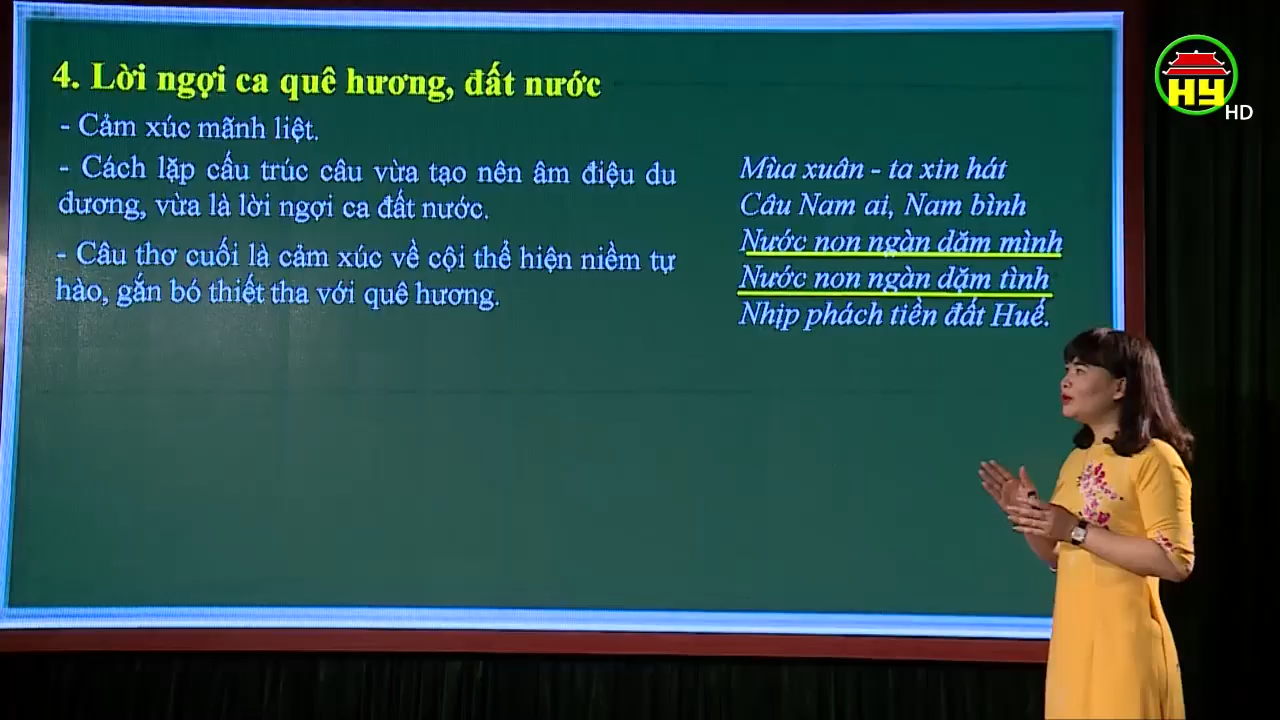 4. Lời ngợi ca quê hương, đất nước
- Cảm xúc mãnh liệt.
- Cách lặp cấu trúc câu vừa tạo nên âm điệu du
dương, vừa là lời ngợi ca đất nước.
- Câu thơ cuối là cảm xúc về cội thể hiện niềm tự
hào, gắn bó thiết tha với quê hương.
Mùa xuân - ta xin hát
Câu Nam ai, Nam bình
Nước non ngàn dặm mình
Nước non ngàn dặm tình
Nhịp phách tiền đất Huế.
HY
HD